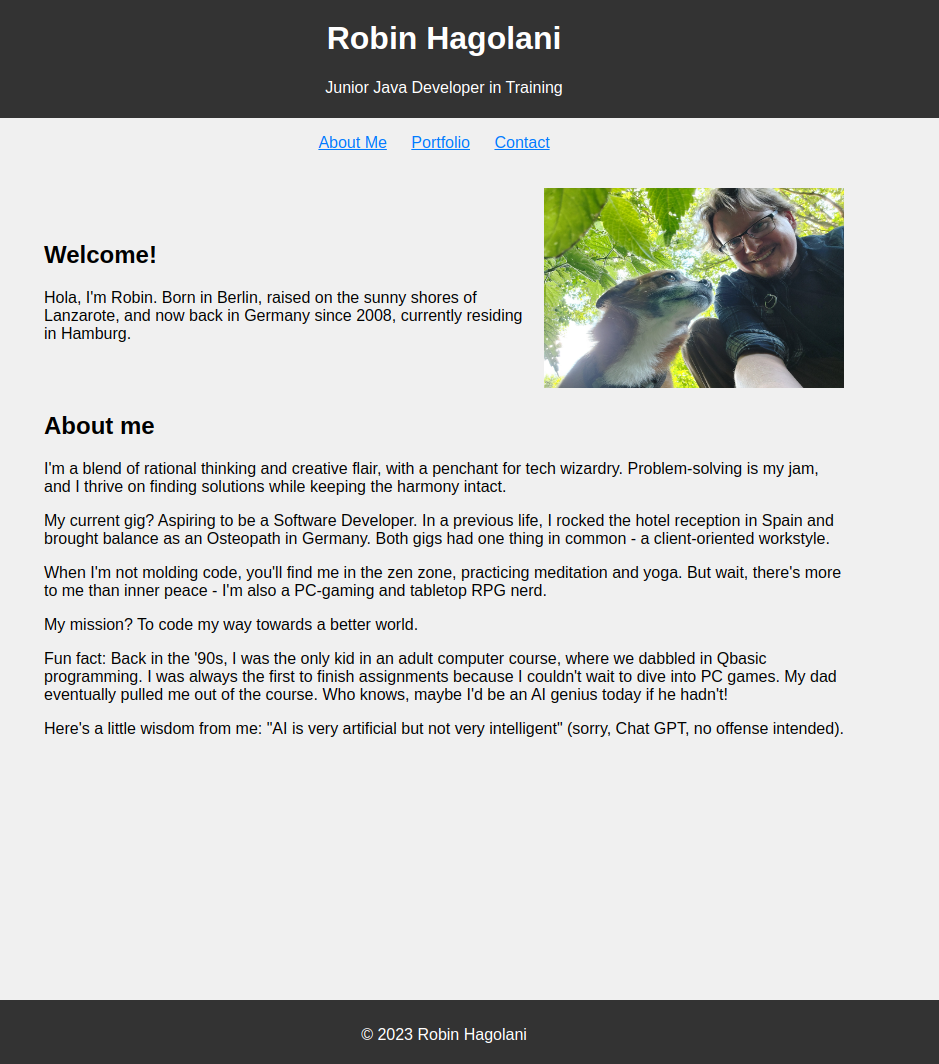 Robin Hagolani
Junior Java Developer in Training
About Me Portfolio Contact
Welcome!
Hola, I'm Robin. Born in Berlin, raised on the sunny shores of
Lanzarote, and now back in Germany since 2008, currently residing
in Hamburg.
About me
I'm a blend of rational thinking and creative flair, with a penchant for tech wizardry. Problem-solving is my jam,
and I thrive on finding solutions while keeping the harmony intact.
My current gig? Aspiring to be a Software Developer. In a previous life, I rocked the hotel reception in Spain and
brought balance as an Osteopath in Germany. Both gigs had one thing in common - a client-oriented workstyle.
When I'm not molding code, you'll find me in the zen zone, practicing meditation and yoga. But wait, there's more
to me than inner peace - I'm also a PC-gaming and tabletop RPG nerd.
My mission? To code my way towards a better world.
Fun fact: Back in the '90s, I was the only kid in an adult computer course, where we dabbled in Qbasic
programming. I was always the first to finish assignments because I couldn't wait to dive into PC games. My dad
eventually pulled me out of the course. Who knows, maybe I'd be an AI genius today if he hadn't!
Here's a little wisdom from me: "AI is very artificial but not very intelligent" (sorry, Chat GPT, no offense intended).
© 2023 Robin Hagolani